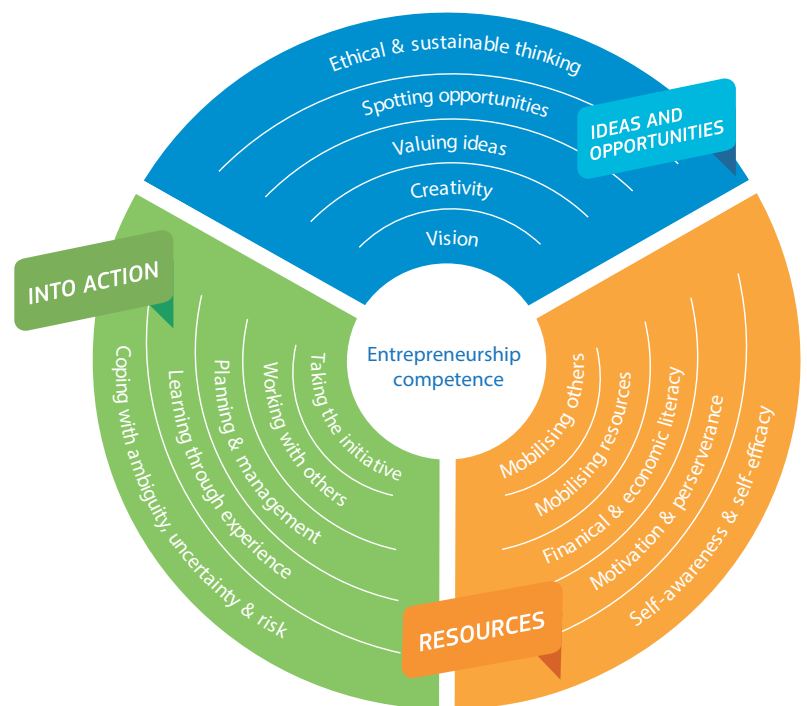 Ethical & sustainable thinking
Spotting opportunities
Valuing ideas
Creativity
Vision
IDEAS AND
OPPORTUNITIES
INTO ACTION
Entrepreneurship
competence
Taking the initiative
Working with others
Planning & management
Learning through experience
Coping with ambiguity, uncertainty & risk
Mobilising others
Mobilising resources
Finanical & economic literacy
Motivation & perserverance
Self-awareness & self-efficacy
RESOURCES